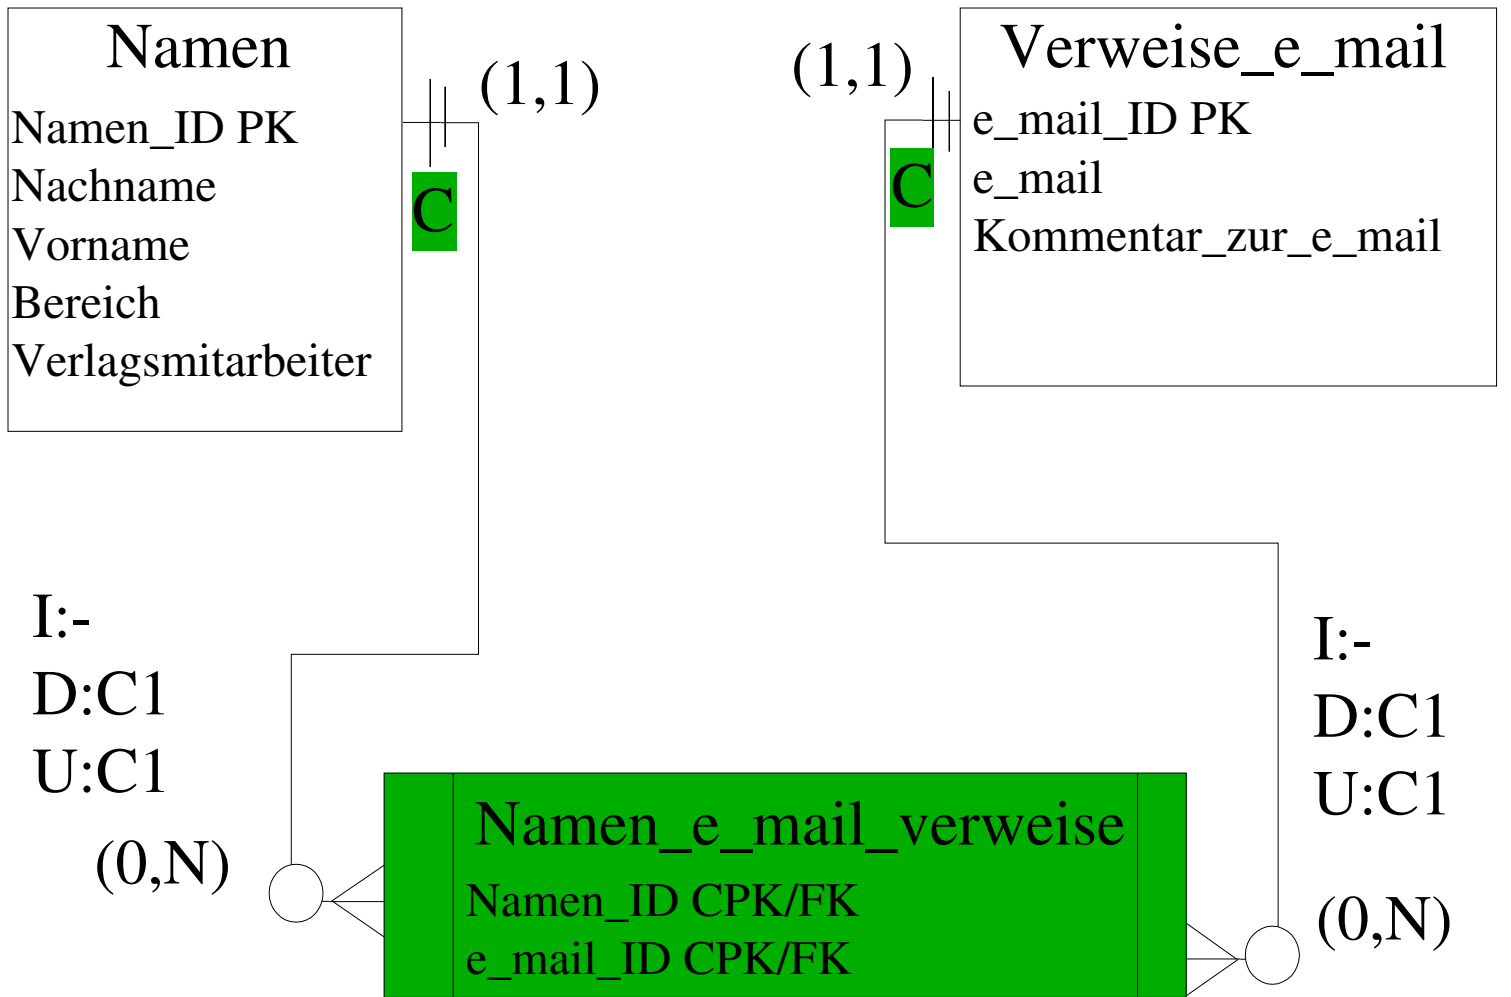 Namen
Namen_ID PK
Nachname
Vorname
Bereich
Verlagsmitarbeiter
(1,1)
C
(1,1)
C
Verweise_e_mail
e_mail_ID PK
e_mail
Kommentar_zur_e_mail
I:-
D:C1
U:C1
(0,N)
I:-
D:C1
U:C1
(0,N)
Namen_e_mail_verweise
Namen_ID CPK/FK
e_mail_ID CPK/FK